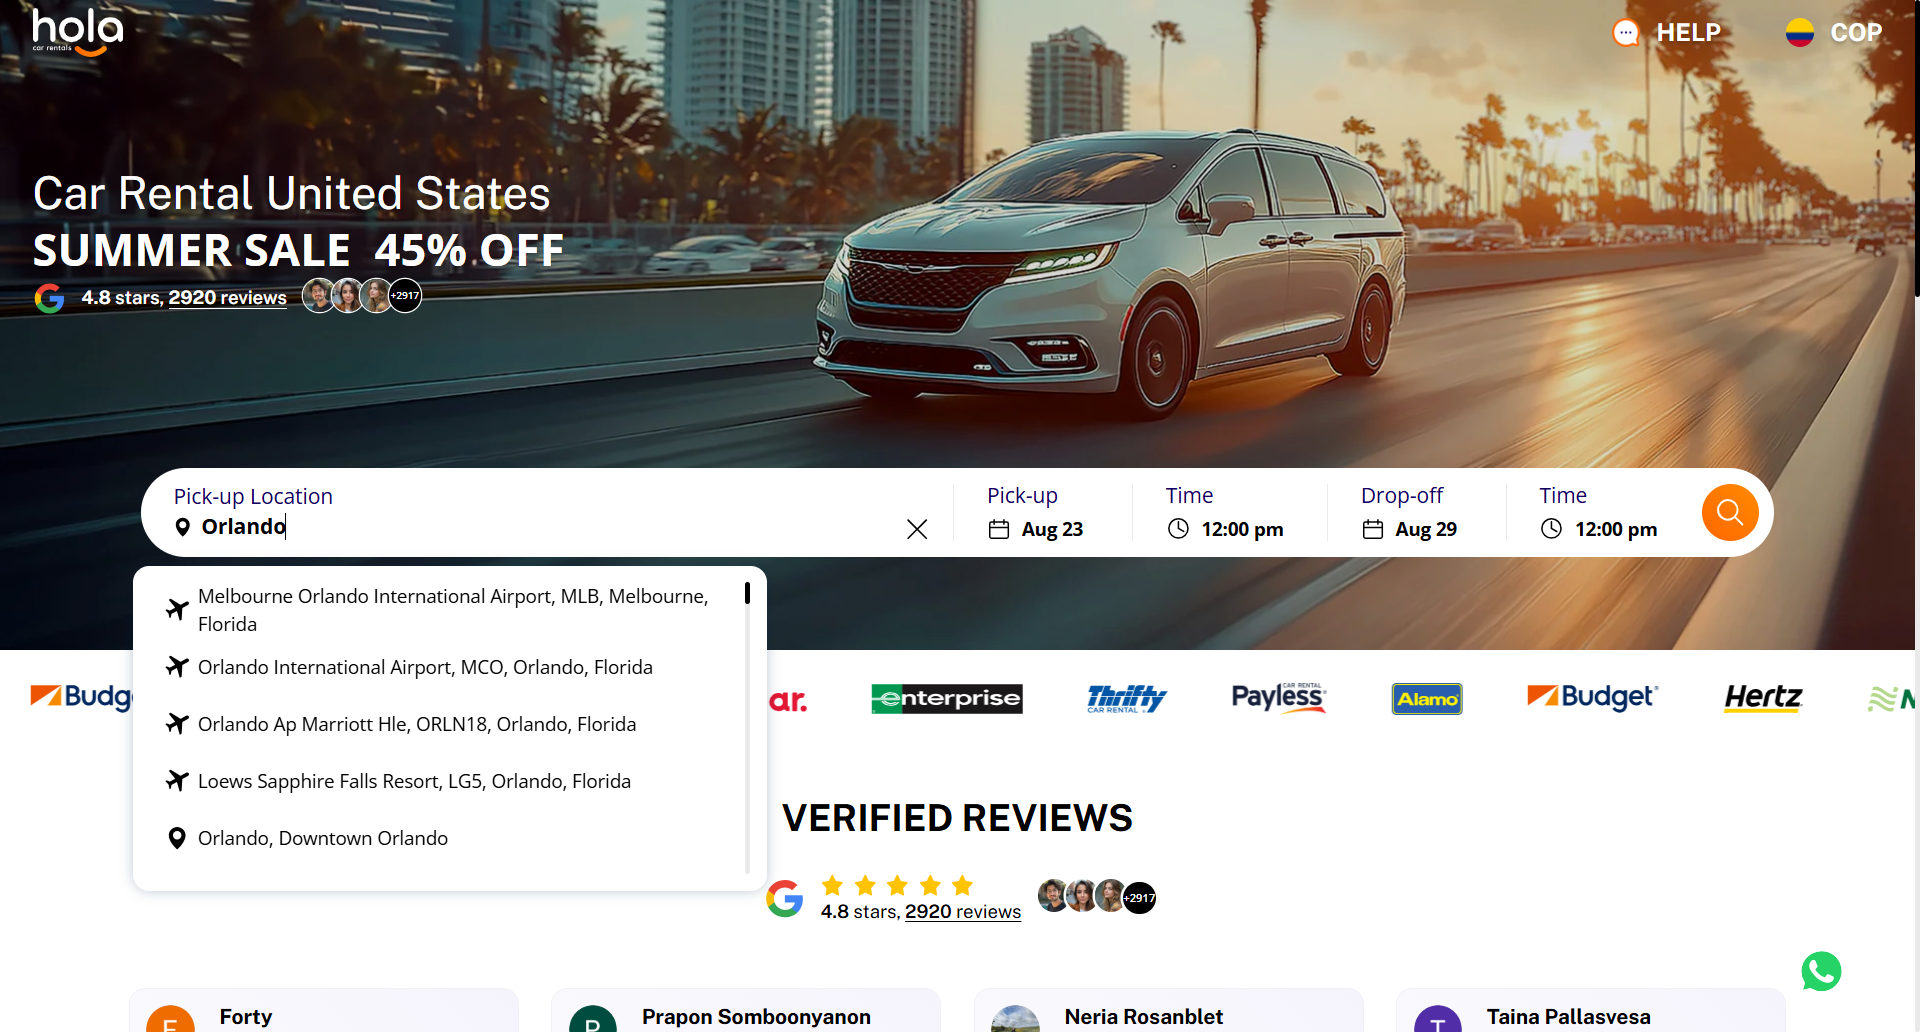 hola
car rentals
HELP
COP
Car Rental United States
SUMMER SALE 45% OFF
4.8 stars, 2920 reviews
+2917
Pick-up Location
Orlando
Pick-up
Aug 23
Time
12:00 pm
Drop-off
Aug 29
Time
12:00 pm
Melbourne Orlando International Airport, MLB, Melbourne,
Florida
Orlando International Airport, MCO, Orlando, Florida
Orlando Ap Marriott Hle, ORLN18, Orlando, Florida
Loews Sapphire Falls Resort, LG5, Orlando, Florida
Orlando, Downtown Orlando
Budg
ar.
enterprise
Thrifty
CAR RENTAL
CAR RENTAL
Payless
Alamo
Budget
Hertz
N
VERIFIED REVIEWS
4.8 stars, 2920 reviews
+2917
F
Forty
P
Prapon Somboonyanon
Neria Rosanblet
T
Taina Pallasvesa